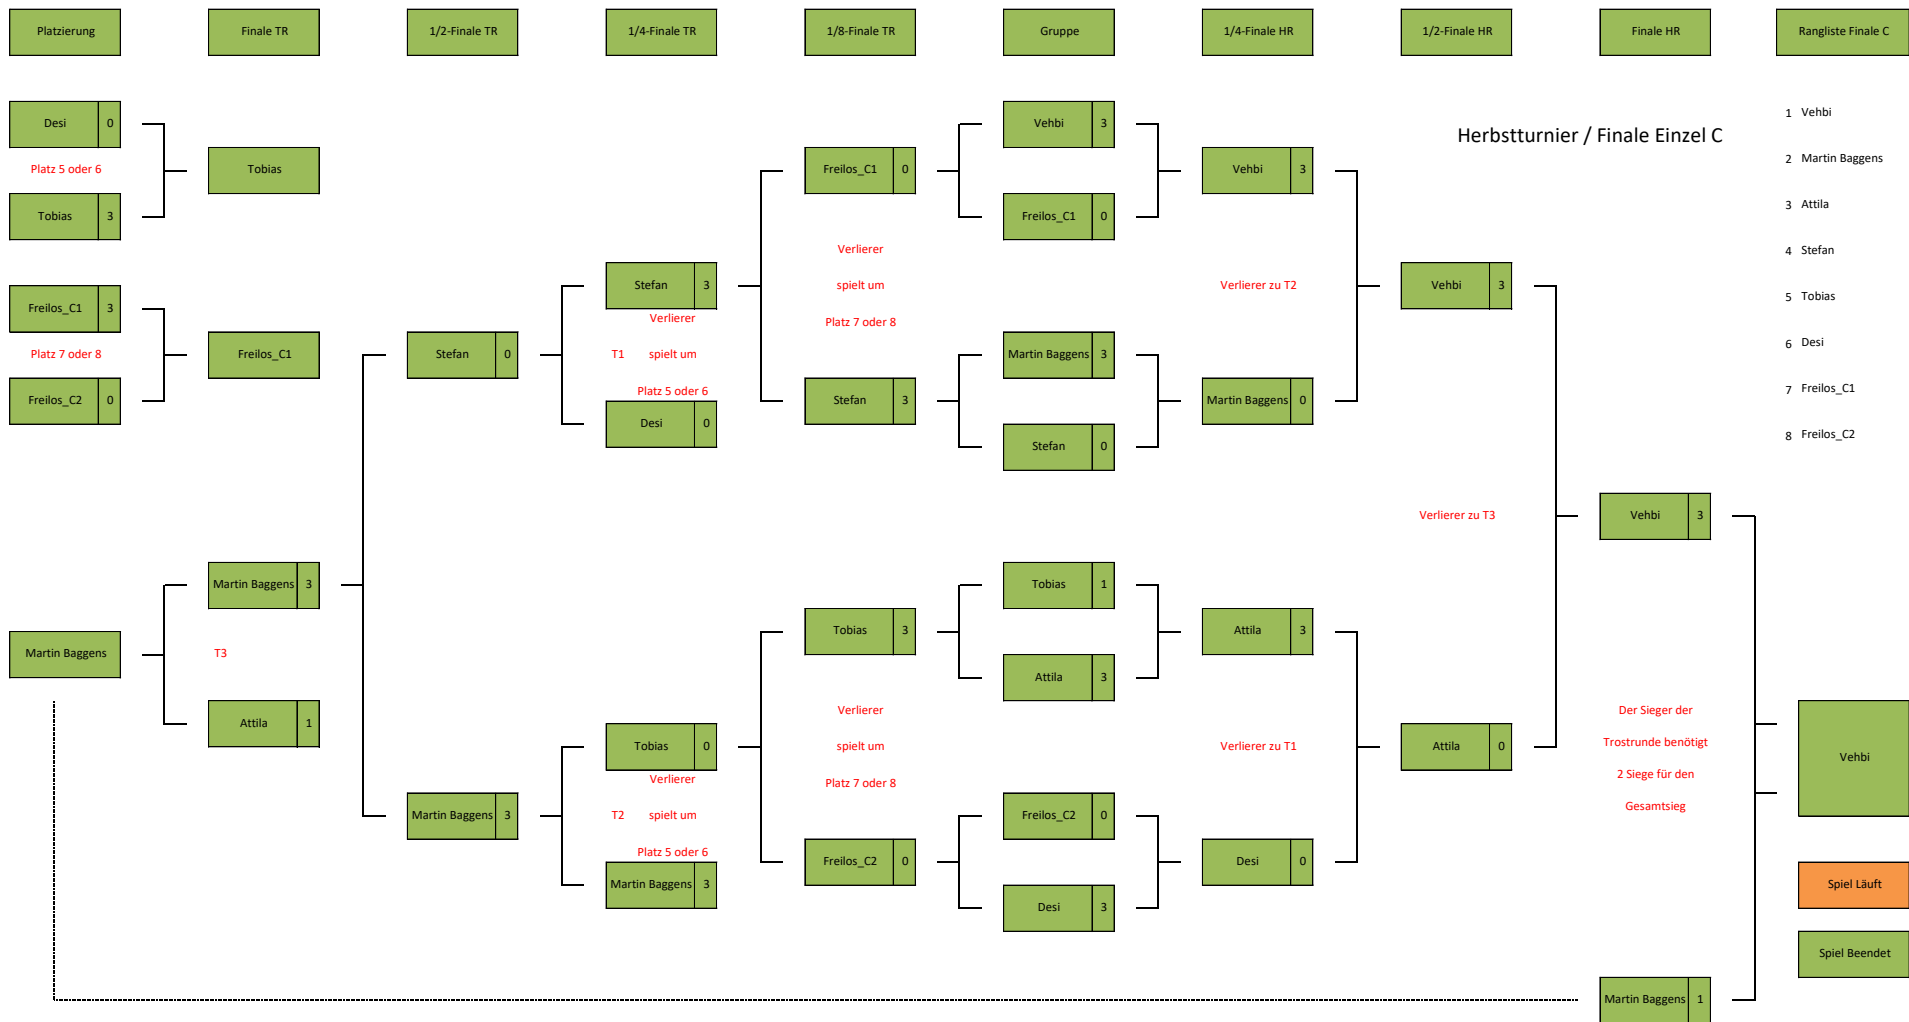 Platzierung
Finale TR
1/2-Finale TR
1/4-Finale TR
1/8-Finale TR
Gruppe
1/4-Finale HR
1/2-Finale HR
Finale HR
Rangliste Finale C
Herbstturnier / Finale Einzel C
Desi 0
Platz 5 oder 6
Tobias 3
Freilos_C1 3
Platz 7 oder 8
Freilos_C2 0
Martin Baggens
Tobias
Freilos_C1
Martin Baggens 3
T3
Attila 1
Stefan 0
Martin Baggens 3
Stefan 3
Verlierer
T1 spielt um
Platz 5 oder 6
Desi 0
Tobias 0
Verlierer
T2 spielt um
Platz 5 oder 6
Martin Baggens 3
Freilos_C1 0
Verlierer
spielt um
Platz 7 oder 8
Stefan 3
Tobias 3
Verlierer
spielt um
Platz 7 oder 8
Freilos_C2 0
Vehbi 3
Freilos_C1 0
Martin Baggens 3
Stefan 0
Tobias 1
Attila 3
Freilos_C2 0
Desi 3
Vehbi 3
Verlierer zu T2
Martin Baggens 0
Attila 3
Verlierer zu T1
Desi 0
Vehbi 3
Verlierer zu T3
Attila 0
Vehbi 3
Der Sieger der
Trostrunde benötigt
2 Siege für den
Gesamtsieg
Martin Baggens 1
1 Vehbi
2 Martin Baggens
3 Attila
4 Stefan
5 Tobias
6 Desi
7 Freilos_C1
8 Freilos_C2
Vehbi
Spiel Läuft
Spiel Beendet